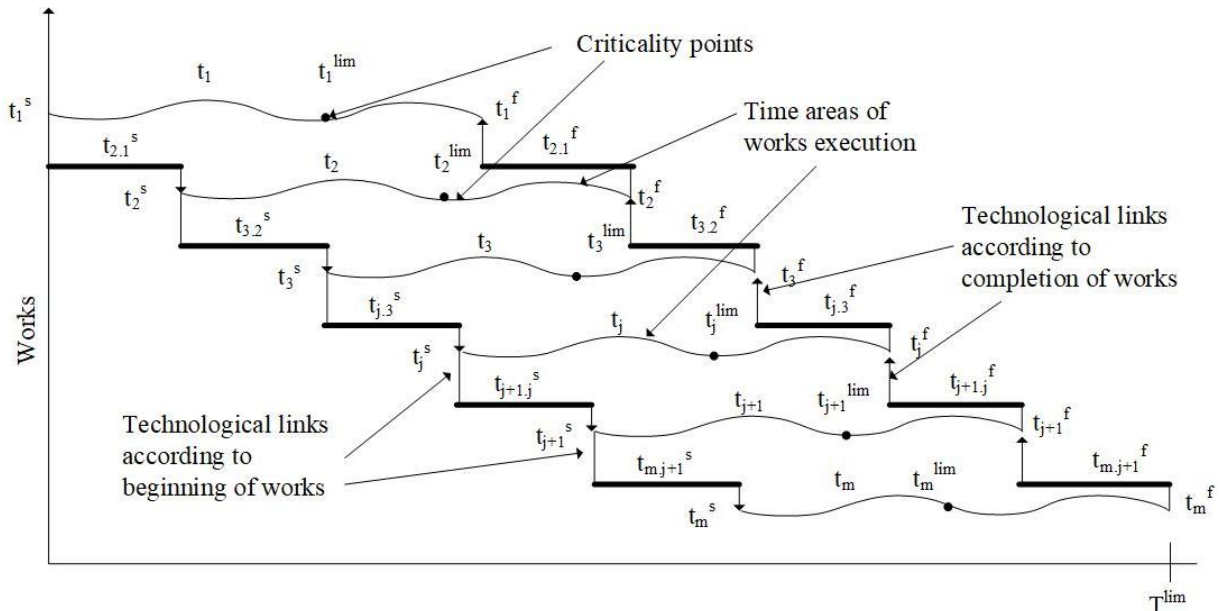 Criticality points
t₁ t₁ˡⁱᵐ
t₁ˢ t₁ᶠ
Time areas of
works execution
t₂.₁ˢ t₂.₁ᶠ
t₂ t₂ˡⁱᵐ
t₂ˢ t₂ᶠ
t₃.₂ˢ t₃.₂ᶠ
Technological links
according to
completion of works
t₃ t₃ˡⁱᵐ
t₃ˢ t₃ᶠ
tⱼ.₃ˢ tⱼ.₃ᶠ
Works
tⱼ tⱼˡⁱᵐ
tⱼˢ tⱼᶠ
tⱼ₊₁.ⱼˢ tⱼ₊₁.ⱼᶠ
tⱼ₊₁ tⱼ₊₁ˡⁱᵐ
Technological links
according to
beginning of works
tⱼ₊₁ˢ tⱼ₊₁ᶠ
tₘ.ⱼ₊₁ˢ tₘ.ⱼ₊₁ᶠ
tₘ tₘˡⁱᵐ
tₘˢ tₘᶠ
Tˡⁱᵐ